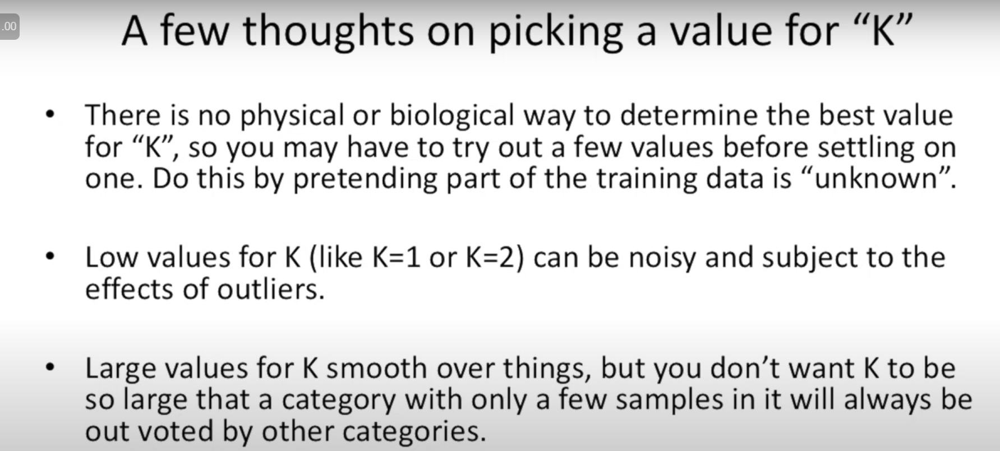 .00
A few thoughts on picking a value for “K”
• There is no physical or biological way to determine the best value
for “K”, so you may have to try out a few values before settling on
one. Do this by pretending part of the training data is “unknown”.
• Low values for K (like K=1 or K=2) can be noisy and subject to the
effects of outliers.
• Large values for K smooth over things, but you don’t want K to be
so large that a category with only a few samples in it will always be
out voted by other categories.